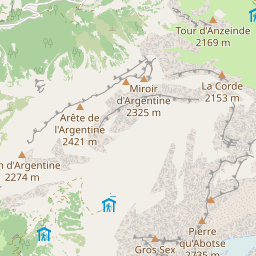 Tour d'Anzeinde
2169 m
Miroir
d'Argentine
2325 m
La Corde
2153 m
Arête de
l'Argentine
2421 m
n d'Argentine
2274 m
Pierre
qu'Abotse
2735 m
Gros Sex